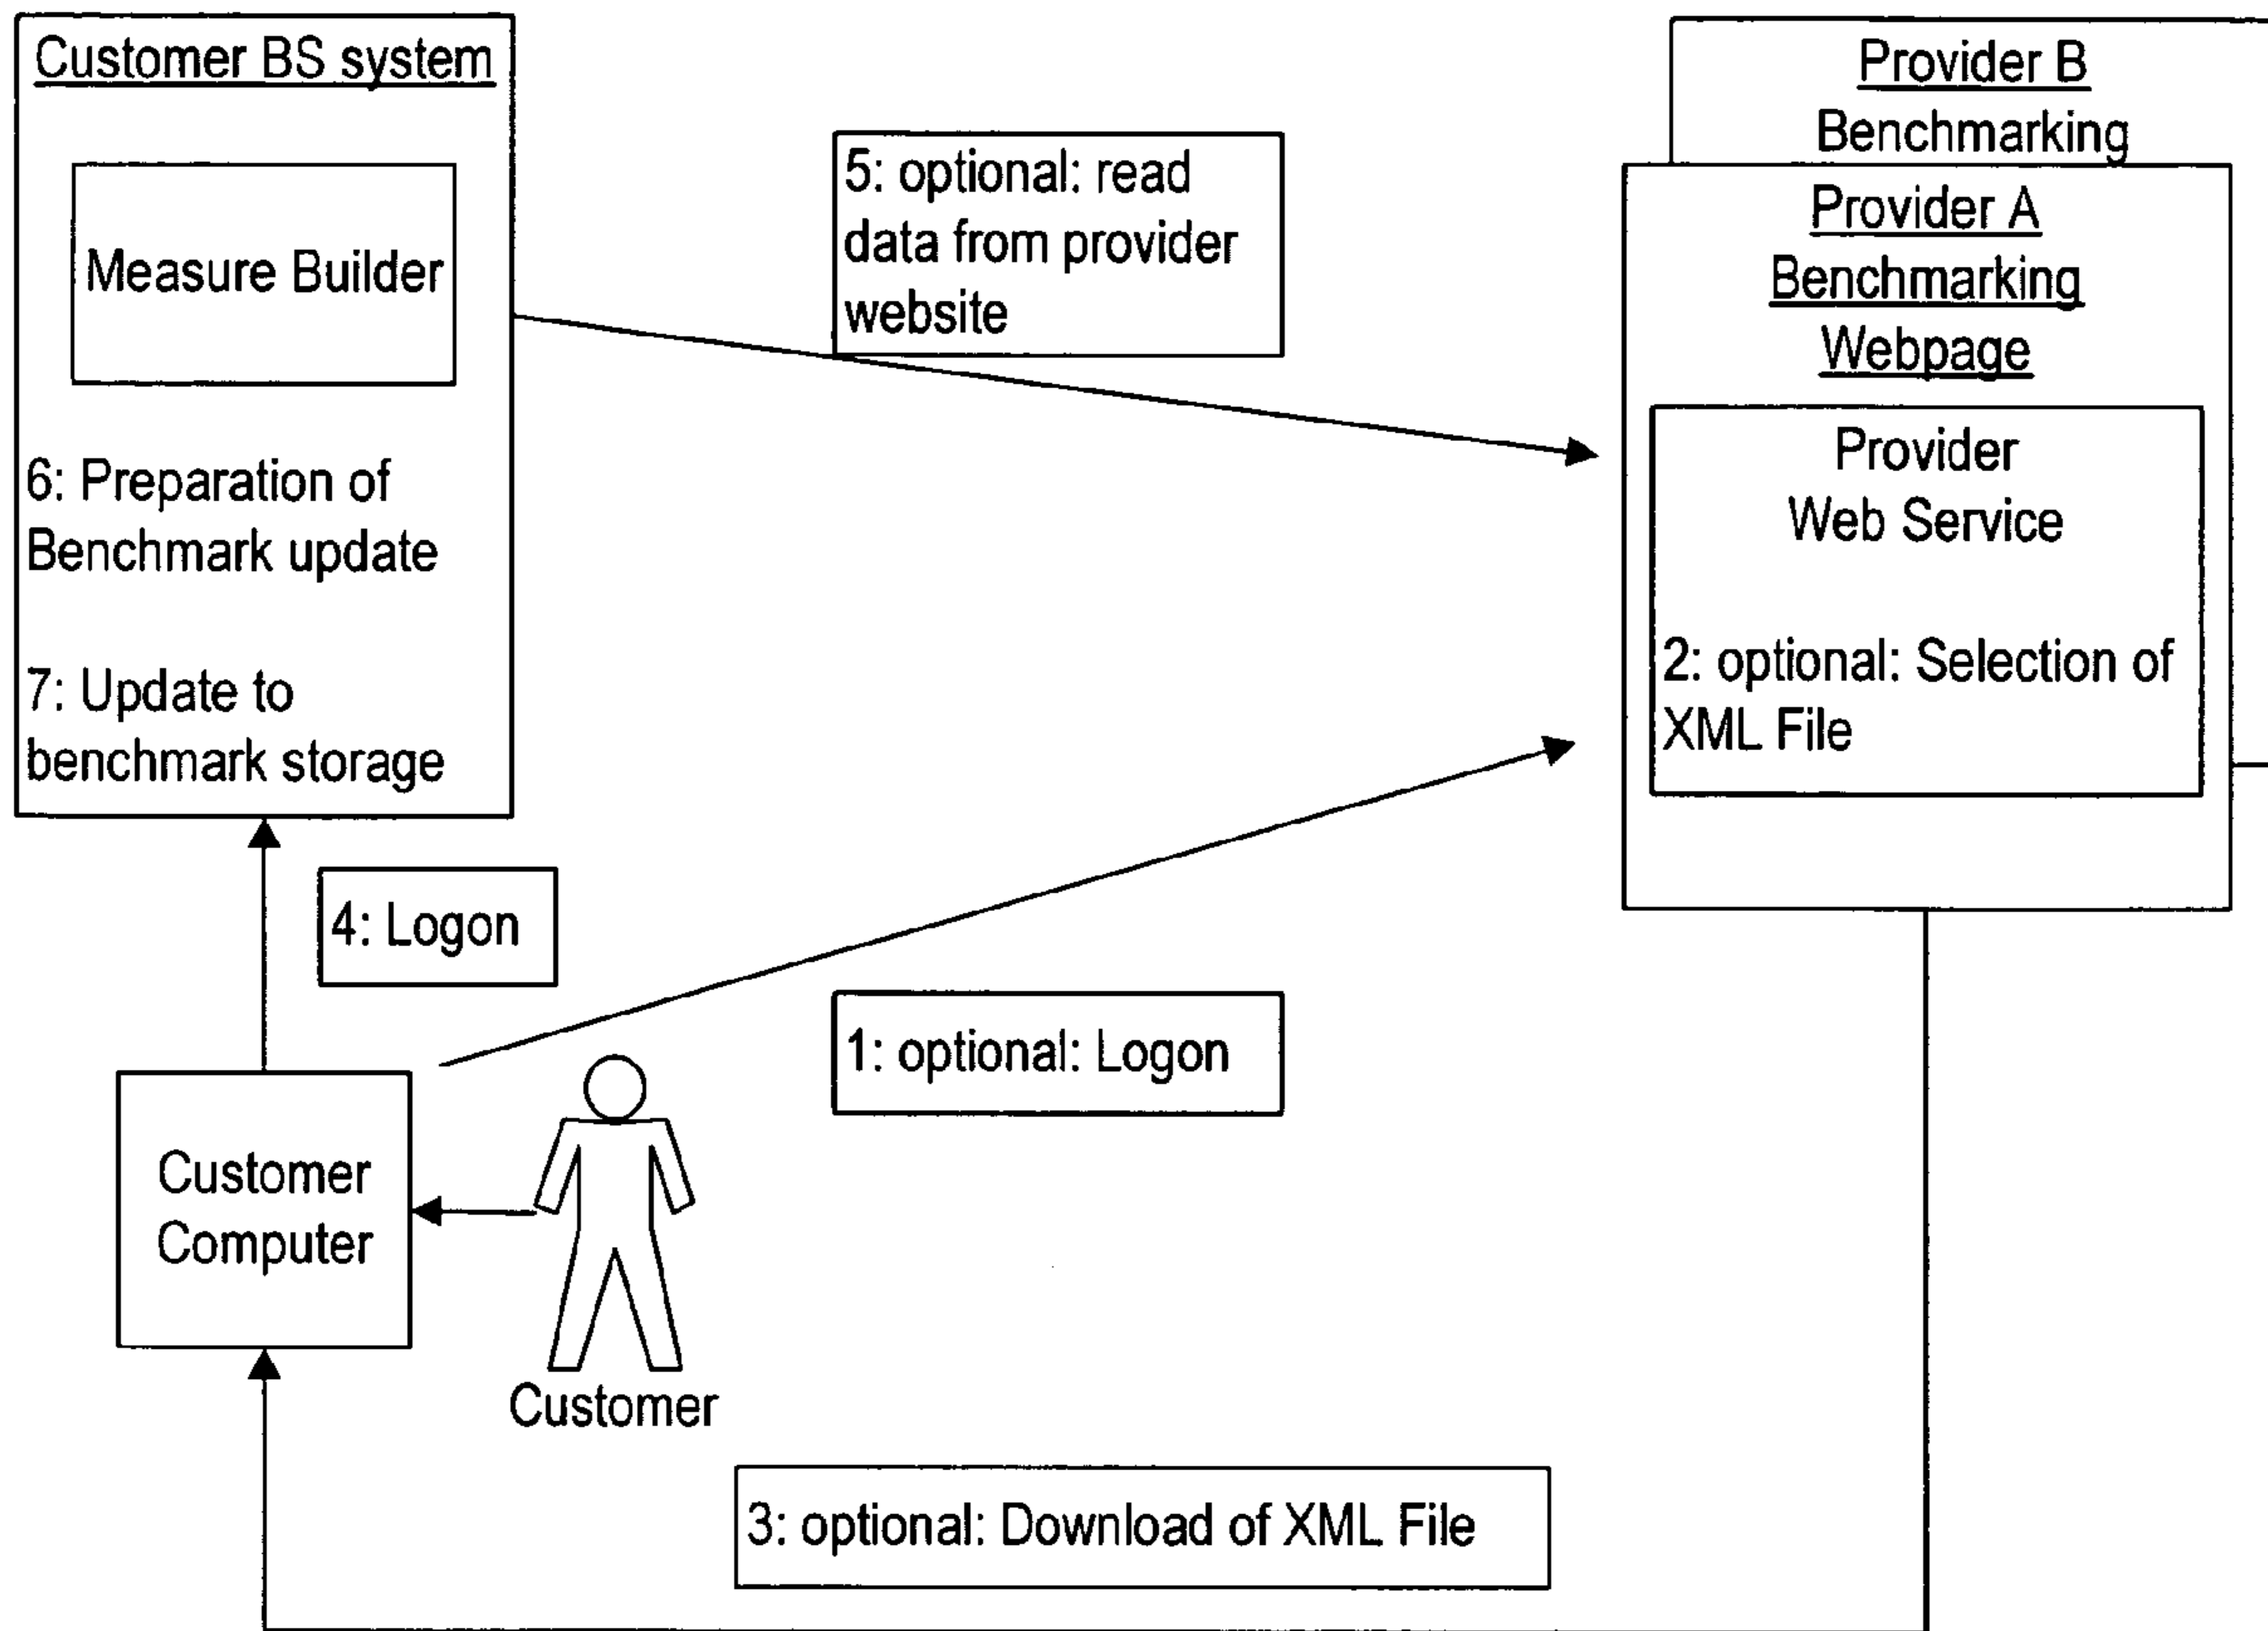 Customer BS system
Measure Builder
6: Preparation of
Benchmark update
7: Update to
benchmark storage
5: optional: read
data from provider
website
Provider B
Benchmarking
Provider A
Benchmarking
Webpage
Provider
Web Service
2: optional: Selection of
XML File
4: Logon
1: optional: Logon
Customer
Computer
Customer
3: optional: Download of XML File